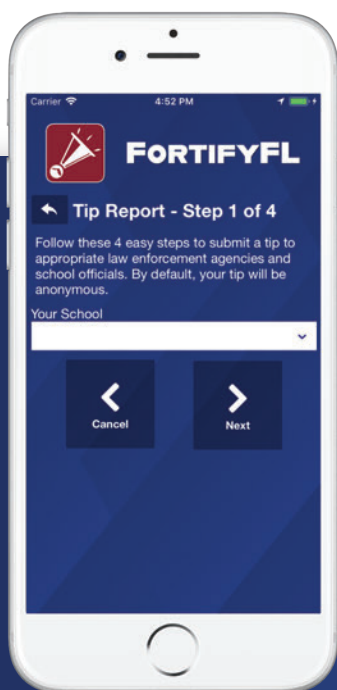 Carrier 4:52 PM
FORTIFYFL
Tip Report - Step 1 of 4
Follow these 4 easy steps to submit a tip to
appropriate law enforcement agencies and
school officials. By default, your tip will be
anonymous.
Your School
Cancel Next